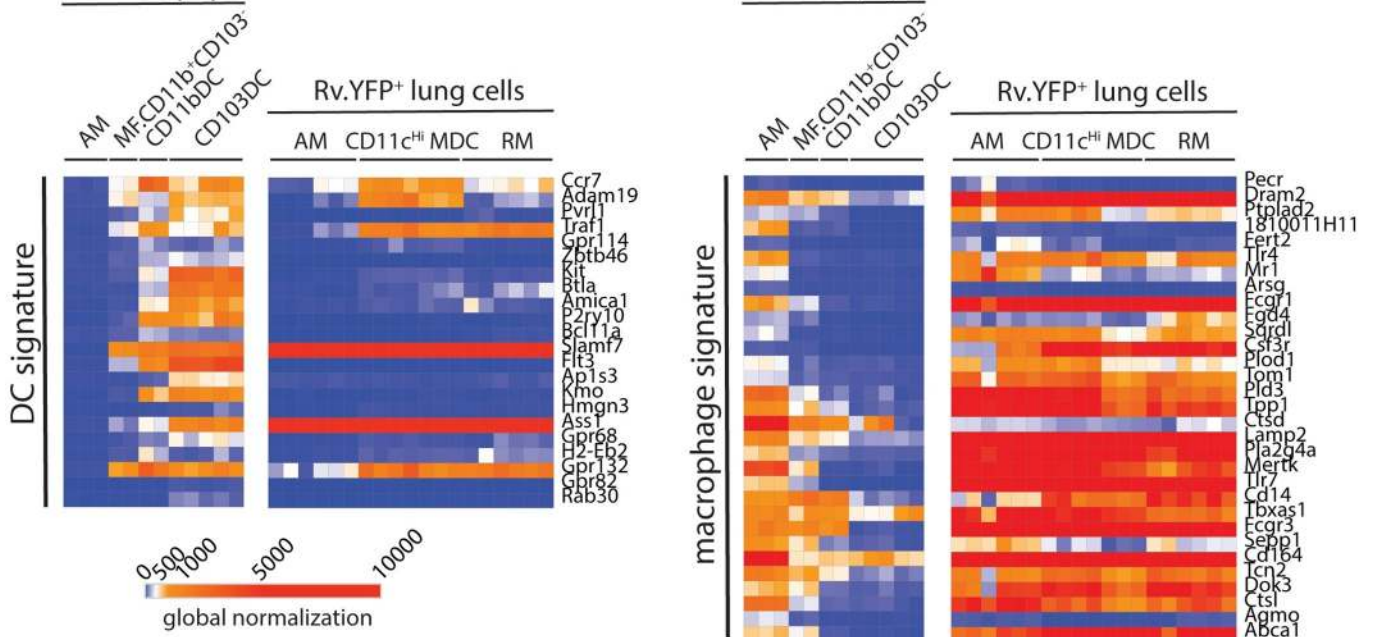 AM
MF.CD11b⁺CD103⁻
CD11bDC
CD103DC
Rv.YFP⁺ lung cells
AM CD11cᴴⁱ MDC RM
DC signature
Ccr7
Adam19
Pvrl1
Traf1
Gpr114
Zbtb46
Kit
Btla
Amica1
P2ry10
Bcl11a
Slamf7
Flt3
Ap1s3
Kmo
Hmgn3
Ass1
Gpr68
H2-Eb2
Gpr132
Gbr82
Rab30
0 500 1000 5000 10000
global normalization
AM
MF.CD11b⁺CD103⁻
CD11bDC
CD103DC
Rv.YFP⁺ lung cells
AM CD11cᴴⁱ MDC RM
macrophage signature
Pecr
Dram2
Ptplad2
1810011H11
Fert2
Tlr4
Mr1
Arsg
Fcgr1
Fgd4
Sqrdl
Csf3r
Plod1
Tom1
Pld3
Tpp1
Ctsd
Lamp2
Pla2g4a
Mertk
Tlr7
Cd14
Tbxas1
Fcgr3
Sepp1
Cd164
Tcn2
Dok3
Ctsl
Agmo
Abca1